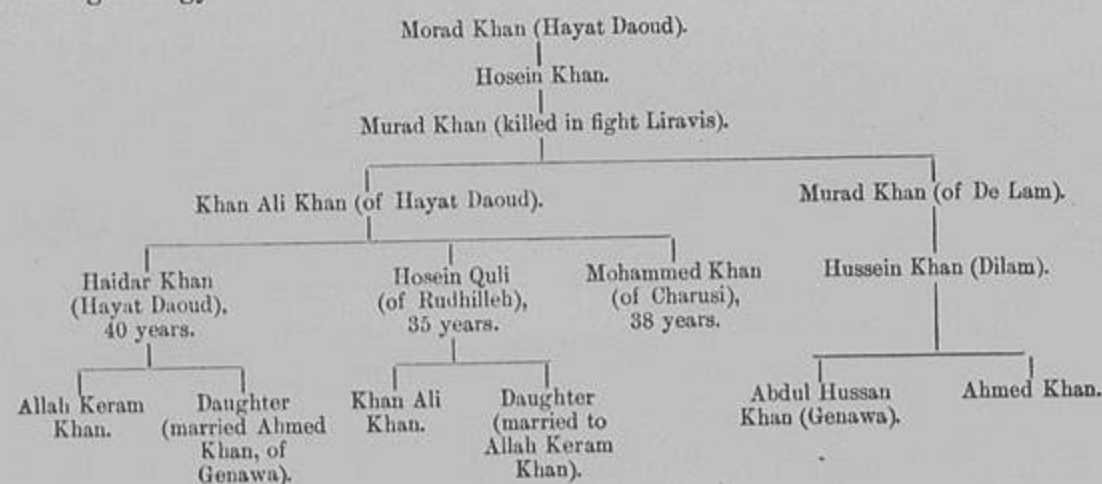 Morad Khan (Hayat Daoud).
Hosein Khan.
Murad Khan (killed in fight Liravis).
Khan Ali Khan (of Hayat Daoud).
Murad Khan (of De Lam).
Haidar Khan
(Hayat Daoud),
40 years.
Hosein Quli
(of Rudhilleh),
35 years.
Mohammed Khan
(of Charusi),
38 years.
Hussein Khan (Dilam).
Allah Keram
Khan.
Daughter
(married Ahmed
Khan, of
Genawa).
Khan Ali
Khan.
Daughter
(married to
Allah Keram
Khan).
Abdul Hussan
Khan (Genawa).
Ahmed Khan.